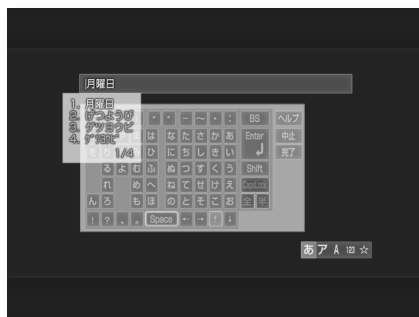 月曜日
1. 月曜日
2. げつようび
3. ゲツヨウビ
4. ゲツヨウビ
1/4
・ ー ～ ・ : BS ヘルプ
は な た さ か あ Enter 中止
ひ に ち し き い 完了
る よ む ふ ぬ つ す く う Shift
れ め へ ね て せ け え CapsLock
ん ろ も ほ の と そ こ お 全 半
! ? 、 。 Space ← → ↑ ↓
あ ア A 123 ☆